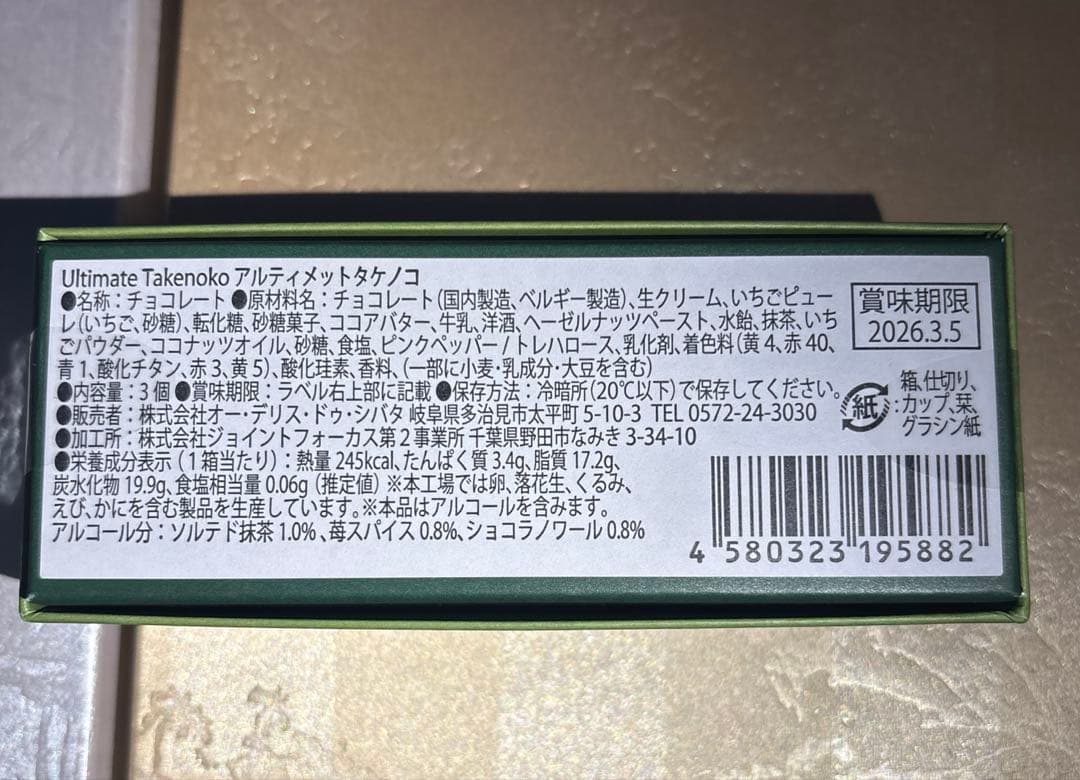 Ultimate Takenoko アルティメットタケノコ
●名称：チョコレート ●原材料名：チョコレート（国内製造、ベルギー製造）、生クリーム、いちごピュー
レ（いちご、砂糖）、転化糖、砂糖菓子、ココアバター、牛乳、洋酒、ヘーゼルナッツペースト、水飴、抹茶、いち
ごパウダー、ココナッツオイル、砂糖、食塩、ピンクペッパー / トレハロース、乳化剤、着色料（黄 4、赤 40、
青 1、酸化チタン、赤 3、黄 5）、酸化珪素、香料、（一部に小麦・乳成分・大豆を含む）
●内容量：3 個 ●賞味期限：ラベル右上部に記載 ●保存方法：冷暗所（20℃以下）で保存してください。
●販売者：株式会社オー・デリス・ドゥ・シバタ 岐阜県多治見市太平町 5-10-3 TEL 0572-24-3030
●加工所：株式会社ジョイントフォーカス第 2 事業所 千葉県野田市なみき 3-34-10
●栄養成分表示（1 箱当たり）：熱量 245kcal、たんぱく質 3.4g、脂質 17.2g、
炭水化物 19.9g、食塩相当量 0.06g（推定値）※本工場では卵、落花生、くるみ、
えび、かにを含む製品を生産しています。※本品はアルコールを含みます。
アルコール分：ソルテド抹茶 1.0%、苺スパイス 0.8%、ショコラノワール 0.8%
賞味期限
2026.3.5
紙
箱、仕切り、
カップ、栞、
グラシン紙
4 580323 195882